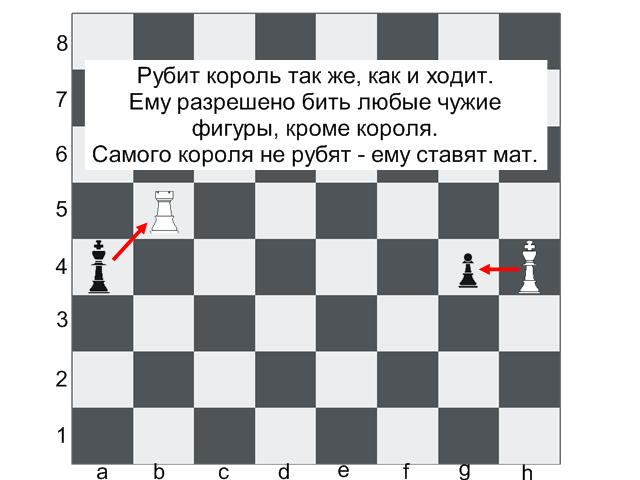 8
Рубит король так же, как и ходит.
7
Ему разрешено бить любые чужие
фигуры, кроме короля.
6
Самого короля не рубят - ему ставят мат.
5
4
3
2
1
a b c d e f g h